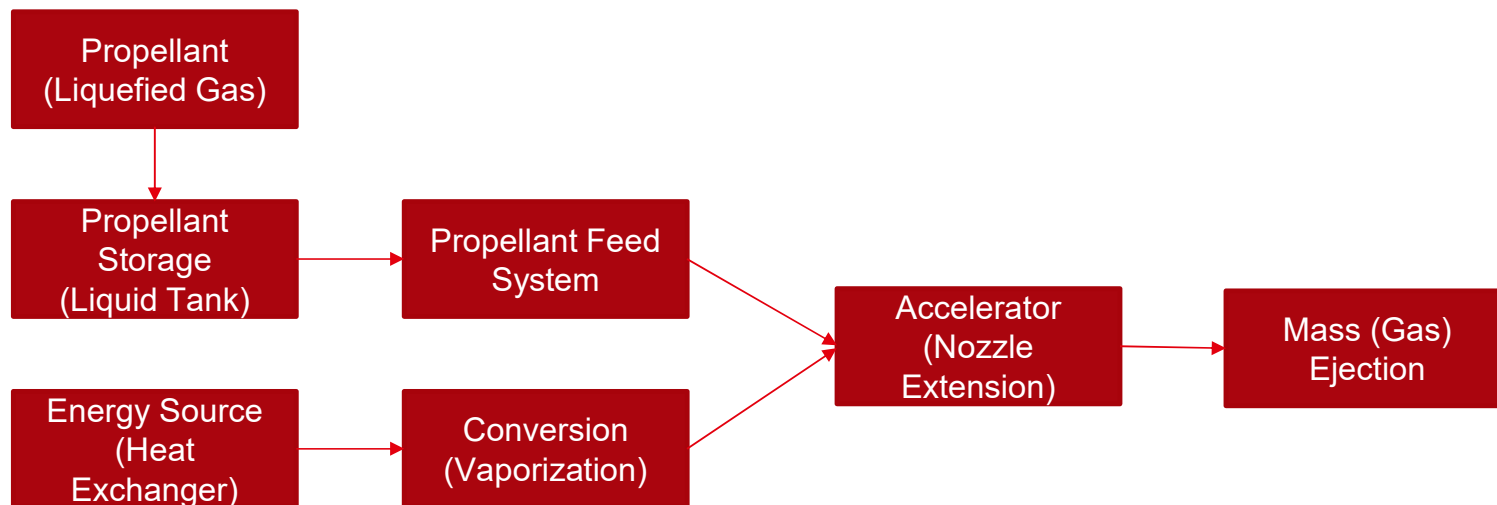 Propellant
(Liquefied Gas)
Propellant
Storage
(Liquid Tank)
Propellant Feed
System
Energy Source
(Heat
Exchanger)
Conversion
(Vaporization)
Accelerator
(Nozzle
Extension)
Mass (Gas)
Ejection